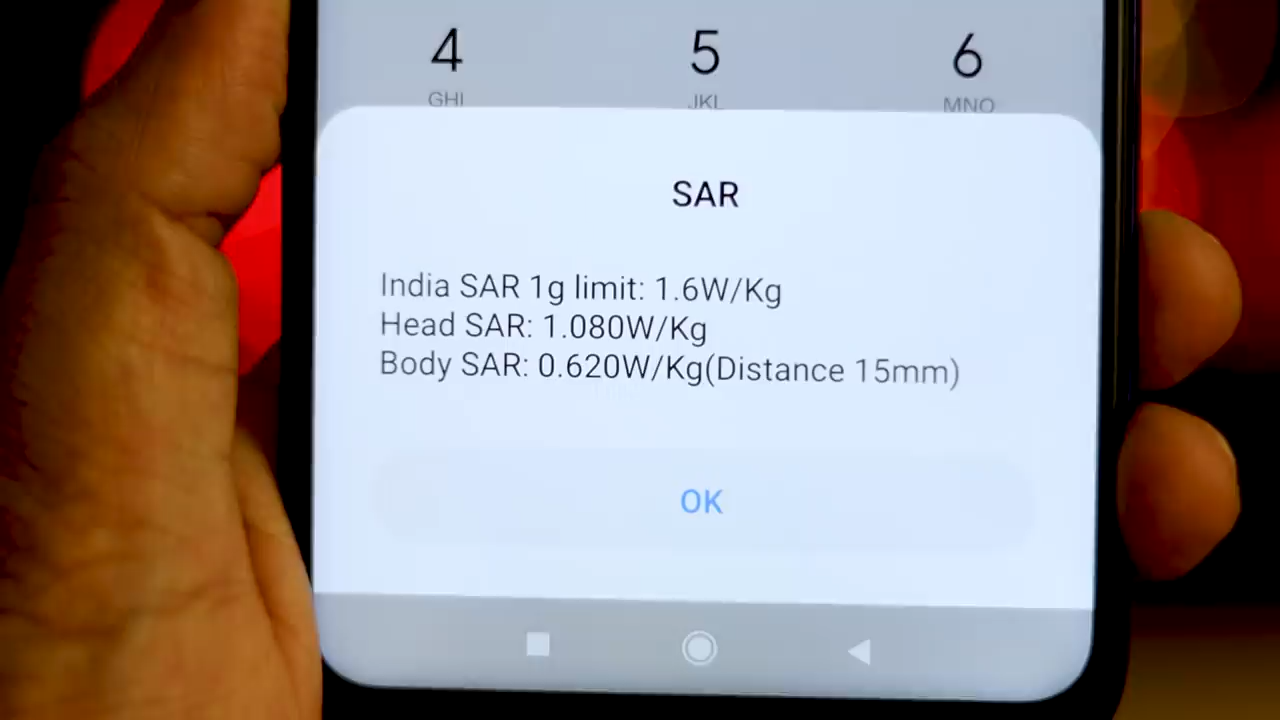 4 5 6
GHI JKL MNO
SAR
India SAR 1g limit: 1.6W/Kg
Head SAR: 1.080W/Kg
Body SAR: 0.620W/Kg(Distance 15mm)
OK